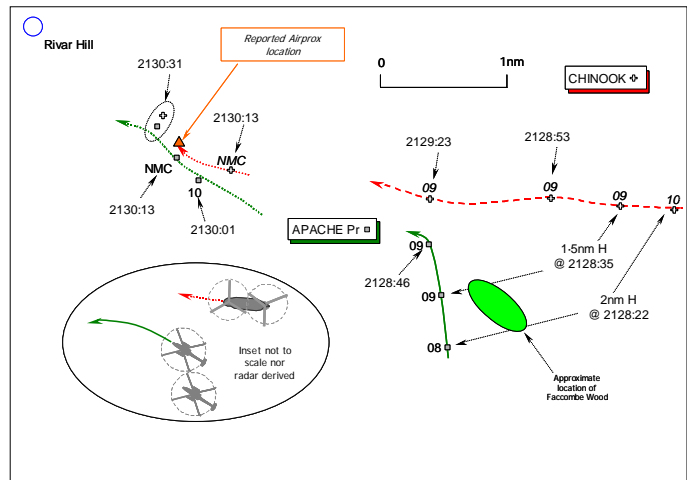 Rivar Hill
Reported Airprox
location
0
1nm
CHINOOK
2130:31
2130:13
2129:23
2128:53
NMC
NMC
09
09
09
10
10
2130:13
2130:01
APACHE Pr
09
1·5nm H
@ 2128:35
2128:46
09
2nm H
@ 2128:22
08
Inset not to
scale nor
radar derived
Approximate
location of
Faccombe Wood